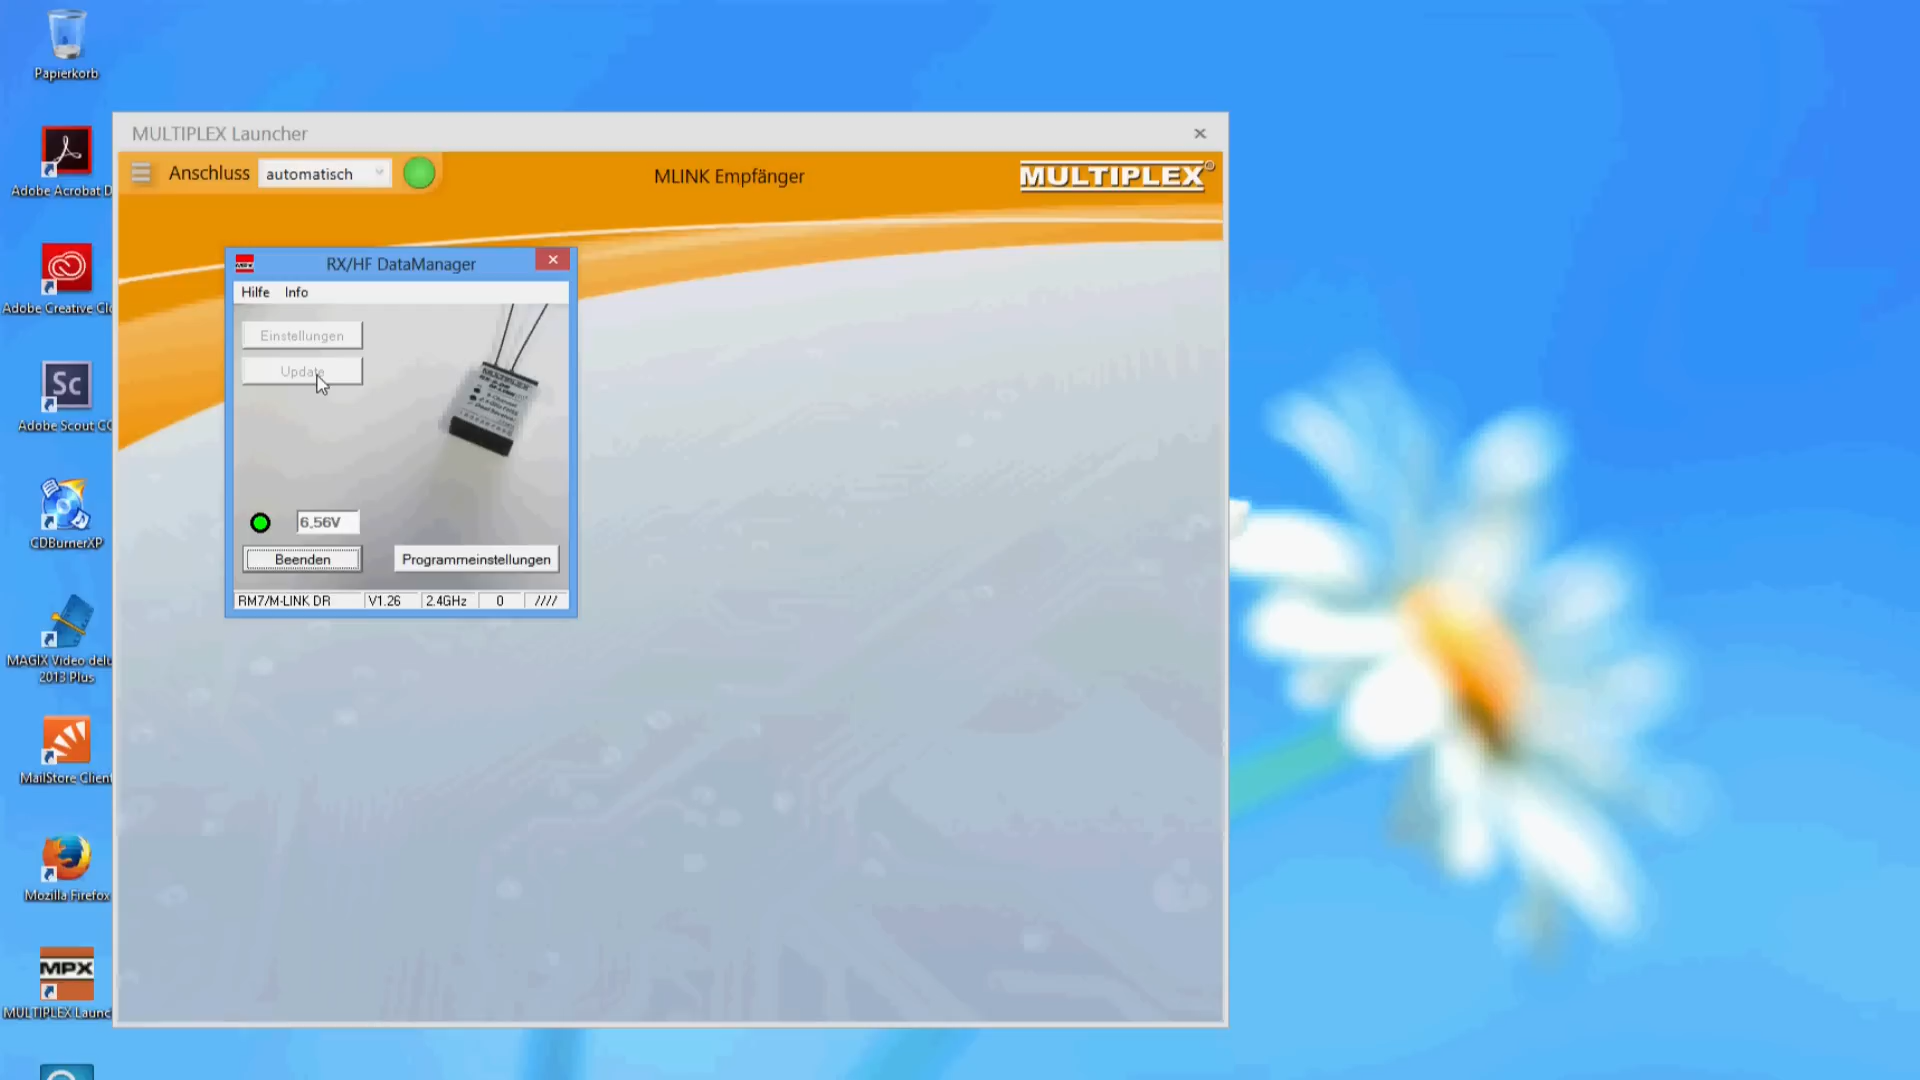 Papierkorb
Adobe Acrobat D
Adobe Creative Clo
Sc
Adobe Scout CC
CDBurnerXP
MAGIX Video delu
2013 Plus
MailStore Client
Mozilla Firefox
MPX
MULTIPLEX Launc
MULTIPLEX Launcher
Anschluss automatisch
MLINK Empfänger
MULTIPLEX
RX/HF DataManager
Hilfe Info
Einstellungen
Update
MULTIPLEX
6,56V
Beenden Programmeinstellungen
RM7/M-LINK DR V1.26 2.4GHz 0 ////